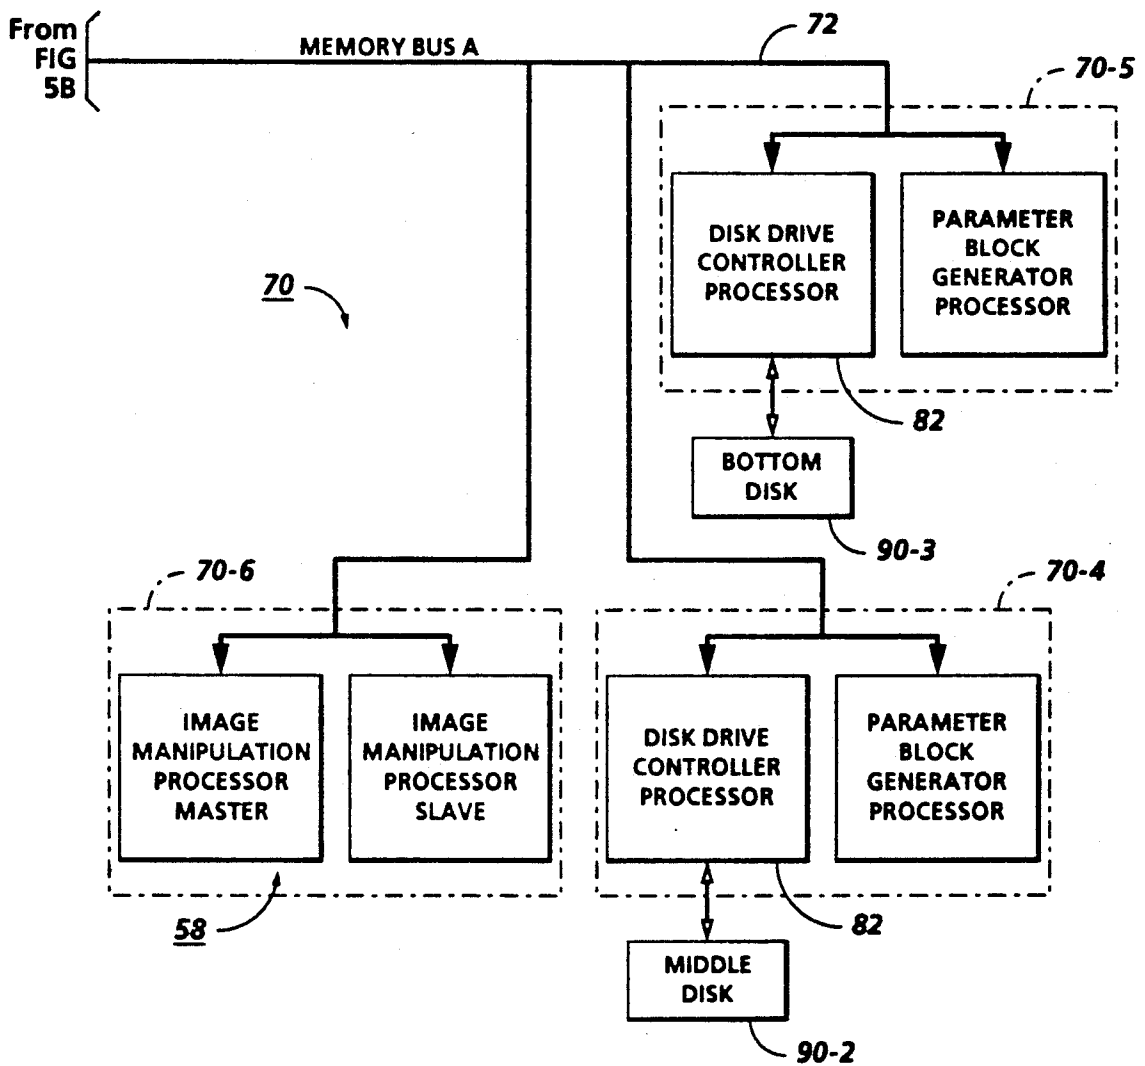 From
FIG
5B
MEMORY BUS A
72
70-5
DISK DRIVE
CONTROLLER
PROCESSOR
PARAMETER
BLOCK
GENERATOR
PROCESSOR
70
82
BOTTOM
DISK
90-3
70-6
70-4
IMAGE
MANIPULATION
PROCESSOR
MASTER
IMAGE
MANIPULATION
PROCESSOR
SLAVE
DISK DRIVE
CONTROLLER
PROCESSOR
PARAMETER
BLOCK
GENERATOR
PROCESSOR
58
82
MIDDLE
DISK
90-2